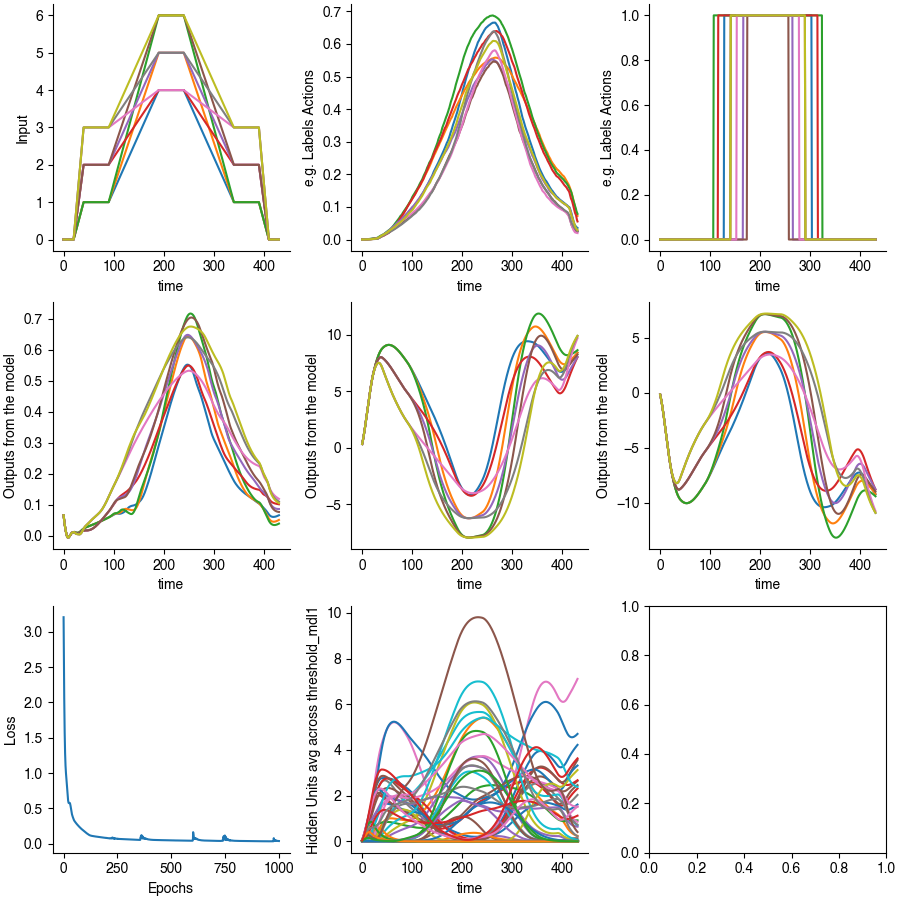 6
5
4
3
2
1
0
Input
0 100 200 300 400
time
0.7
0.6
0.5
0.4
0.3
0.2
0.1
0.0
e.g. Labels Actions
0 100 200 300 400
time
1.0
0.8
0.6
0.4
0.2
0.0
e.g. Labels Actions
0 100 200 300 400
time
0.7
0.6
0.5
0.4
0.3
0.2
0.1
0.0
Outputs from the model
0 100 200 300 400
time
10
5
0
−5
Outputs from the model
0 100 200 300 400
time
5
0
−5
−10
Outputs from the model
0 100 200 300 400
time
3.0
2.5
2.0
1.5
1.0
0.5
0.0
Loss
0 250 500 750 1000
Epochs
10
8
6
4
2
0
Hidden Units avg across threshold_mdl1
0 100 200 300 400
time
1.0
0.8
0.6
0.4
0.2
0.0
0.0 0.2 0.4 0.6 0.8 1.0